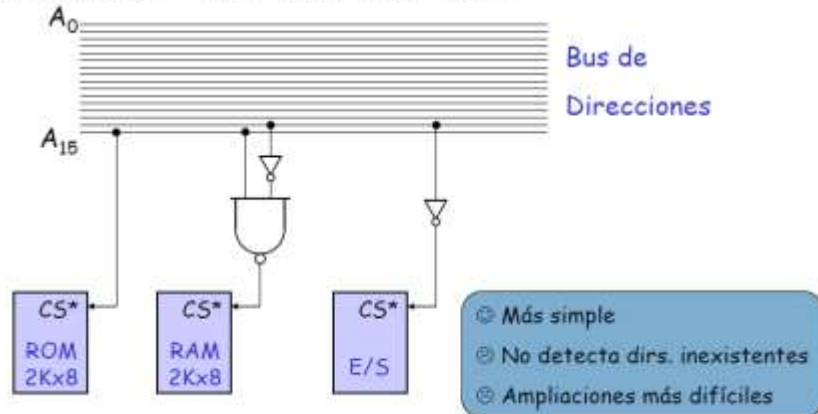 A₀
Bus de
Direcciones
A₁₅
CS*
ROM
2Kx8
CS*
RAM
2Kx8
CS*
E/S
☺ Más simple
☹ No detecta dirs. inexistentes
☹ Ampliaciones más difíciles